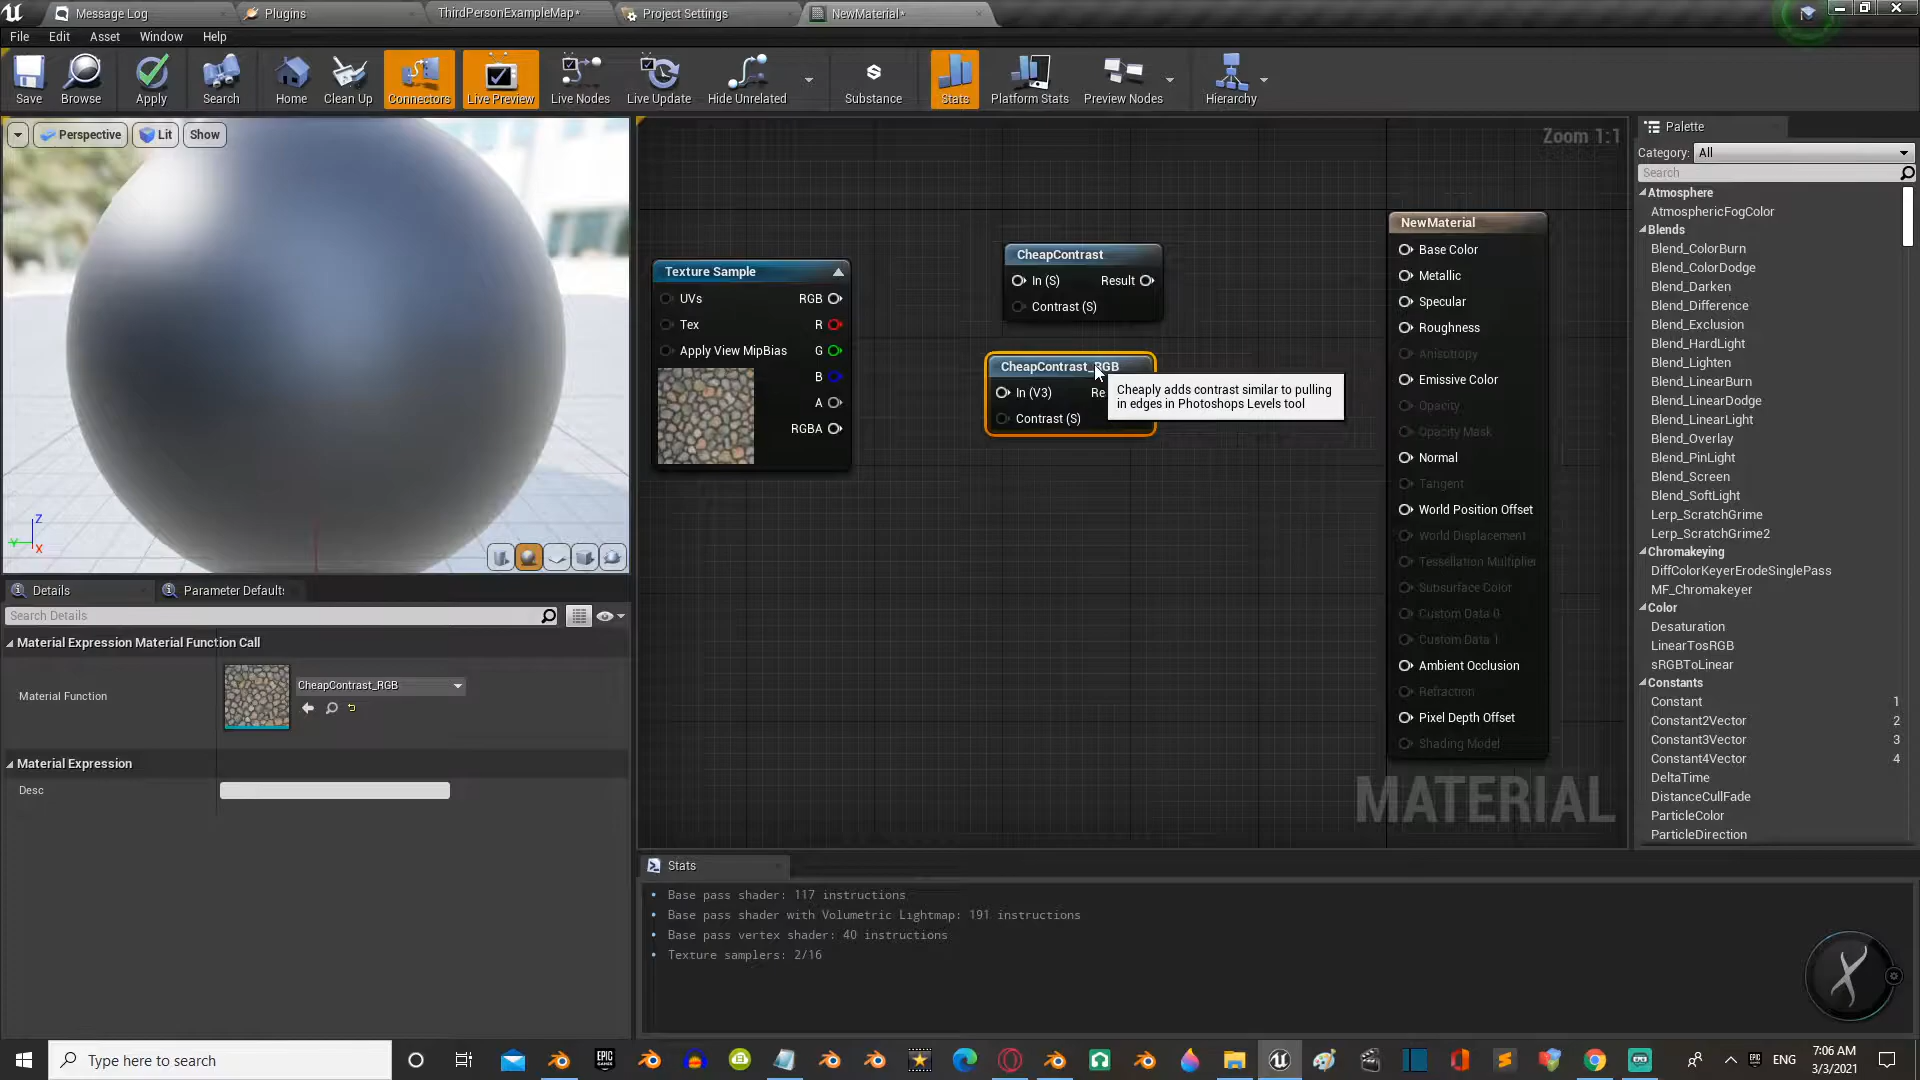 Message Log
Plugins
ThirdPersonExampleMap*
Project Settings
NewMaterial*
File
Edit
Asset
Window
Help
Save
Browse
Apply
Search
Home
Clean Up
Connectors
Live Preview
Live Nodes
Live Update
Hide Unrelated
Substance
Stats
Platform Stats
Preview Nodes
Hierarchy
Perspective
Lit
Show
Z
Y
X
Zoom 1:1
Texture Sample
UVs
RGB
Tex
R
Apply View MipBias
G
B
A
RGBA
CheapContrast
In (S)
Result
Contrast (S)
CheapContrast_RGB
In (V3)
Re
Contrast (S)
Cheaply adds contrast similar to pulling
in edges in Photoshops Levels tool
NewMaterial
Base Color
Metallic
Specular
Roughness
Anisotropy
Emissive Color
Opacity
Opacity Mask
Normal
Tangent
World Position Offset
World Displacement
Tessellation Multiplier
Subsurface Color
Custom Data 0
Custom Data 1
Ambient Occlusion
Refraction
Pixel Depth Offset
Shading Model
MATERIAL
Palette
Category:
All
Search
Atmosphere
AtmosphericFogColor
Blends
Blend_ColorBurn
Blend_ColorDodge
Blend_Darken
Blend_Difference
Blend_Exclusion
Blend_HardLight
Blend_Lighten
Blend_LinearBurn
Blend_LinearDodge
Blend_LinearLight
Blend_Overlay
Blend_PinLight
Blend_Screen
Blend_SoftLight
Lerp_ScratchGrime
Lerp_ScratchGrime2
Chromakeying
DiffColorKeyerErodeSinglePass
MF_Chromakeyer
Color
Desaturation
LinearTosRGB
sRGBToLinear
Constants
Constant 1
Constant2Vector 2
Constant3Vector 3
Constant4Vector 4
DeltaTime
DistanceCullFade
ParticleColor
ParticleDirection
Details
Parameter Default:
Search Details
Material Expression Material Function Call
Material Function
CheapContrast_RGB
Material Expression
Desc
Stats
Base pass shader: 117 instructions
Base pass shader with Volumetric Lightmap: 191 instructions
Base pass vertex shader: 40 instructions
Texture samplers: 2/16
Type here to search
EPIC
ENG
7:06 AM
3/3/2021